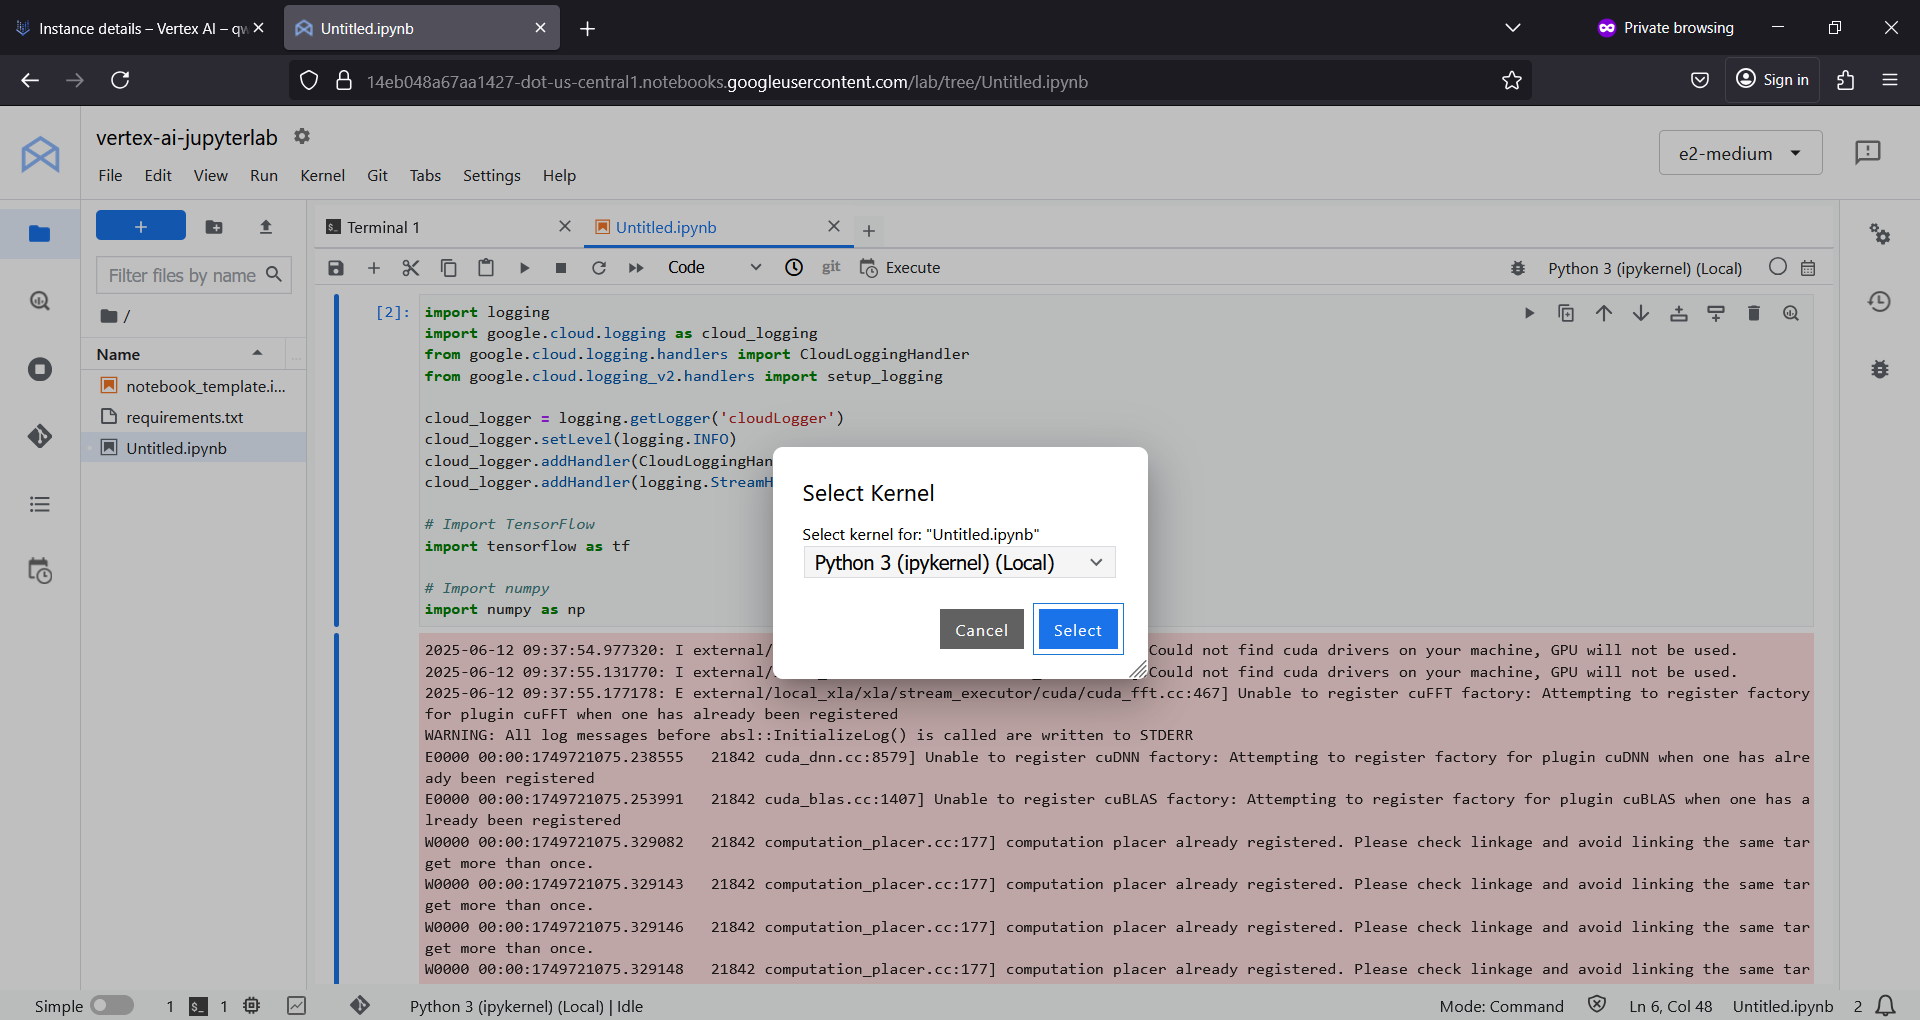 Instance details – Vertex AI – qw
Untitled.ipynb
Private browsing
14eb048a67aa1427-dot-us-central1.notebooks.googleusercontent.com/lab/tree/Untitled.ipynb
Sign in
vertex-ai-jupyterlab
e2-medium
File Edit View Run Kernel Git Tabs Settings Help
Terminal 1
Untitled.ipynb
Filter files by name
/
Name
notebook_template.i...
requirements.txt
Untitled.ipynb
Code
git
Execute
Python 3 (ipykernel) (Local)
[2]:
import logging
import google.cloud.logging as cloud_logging
from google.cloud.logging.handlers import CloudLoggingHandler
from google.cloud.logging_v2.handlers import setup_logging
cloud_logger = logging.getLogger('cloudLogger')
cloud_logger.setLevel(logging.INFO)
cloud_logger.addHandler(CloudLoggingHan
cloud_logger.addHandler(logging.StreamH
# Import TensorFlow
import tensorflow as tf
# Import numpy
import numpy as np
Select Kernel
Select kernel for: "Untitled.ipynb"
Python 3 (ipykernel) (Local)
Cancel
Select
2025-06-12 09:37:54.977320: I external/ Could not find cuda drivers on your machine, GPU will not be used.
2025-06-12 09:37:55.131770: I external/ Could not find cuda drivers on your machine, GPU will not be used.
2025-06-12 09:37:55.177178: E external/local_xla/xla/stream_executor/cuda/cuda_fft.cc:467] Unable to register cuFFT factory: Attempting to register factory
for plugin cuFFT when one has already been registered
WARNING: All log messages before absl::InitializeLog() is called are written to STDERR
E0000 00:00:1749721075.238555 21842 cuda_dnn.cc:8579] Unable to register cuDNN factory: Attempting to register factory for plugin cuDNN when one has alre
ady been registered
E0000 00:00:1749721075.253991 21842 cuda_blas.cc:1407] Unable to register cuBLAS factory: Attempting to register factory for plugin cuBLAS when one has a
lready been registered
W0000 00:00:1749721075.329082 21842 computation_placer.cc:177] computation placer already registered. Please check linkage and avoid linking the same tar
get more than once.
W0000 00:00:1749721075.329143 21842 computation_placer.cc:177] computation placer already registered. Please check linkage and avoid linking the same tar
get more than once.
W0000 00:00:1749721075.329146 21842 computation_placer.cc:177] computation placer already registered. Please check linkage and avoid linking the same tar
get more than once.
W0000 00:00:1749721075.329148 21842 computation_placer.cc:177] computation placer already registered. Please check linkage and avoid linking the same tar
Simple
1
1
Python 3 (ipykernel) (Local) | Idle
Mode: Command
Ln 6, Col 48
Untitled.ipynb
2